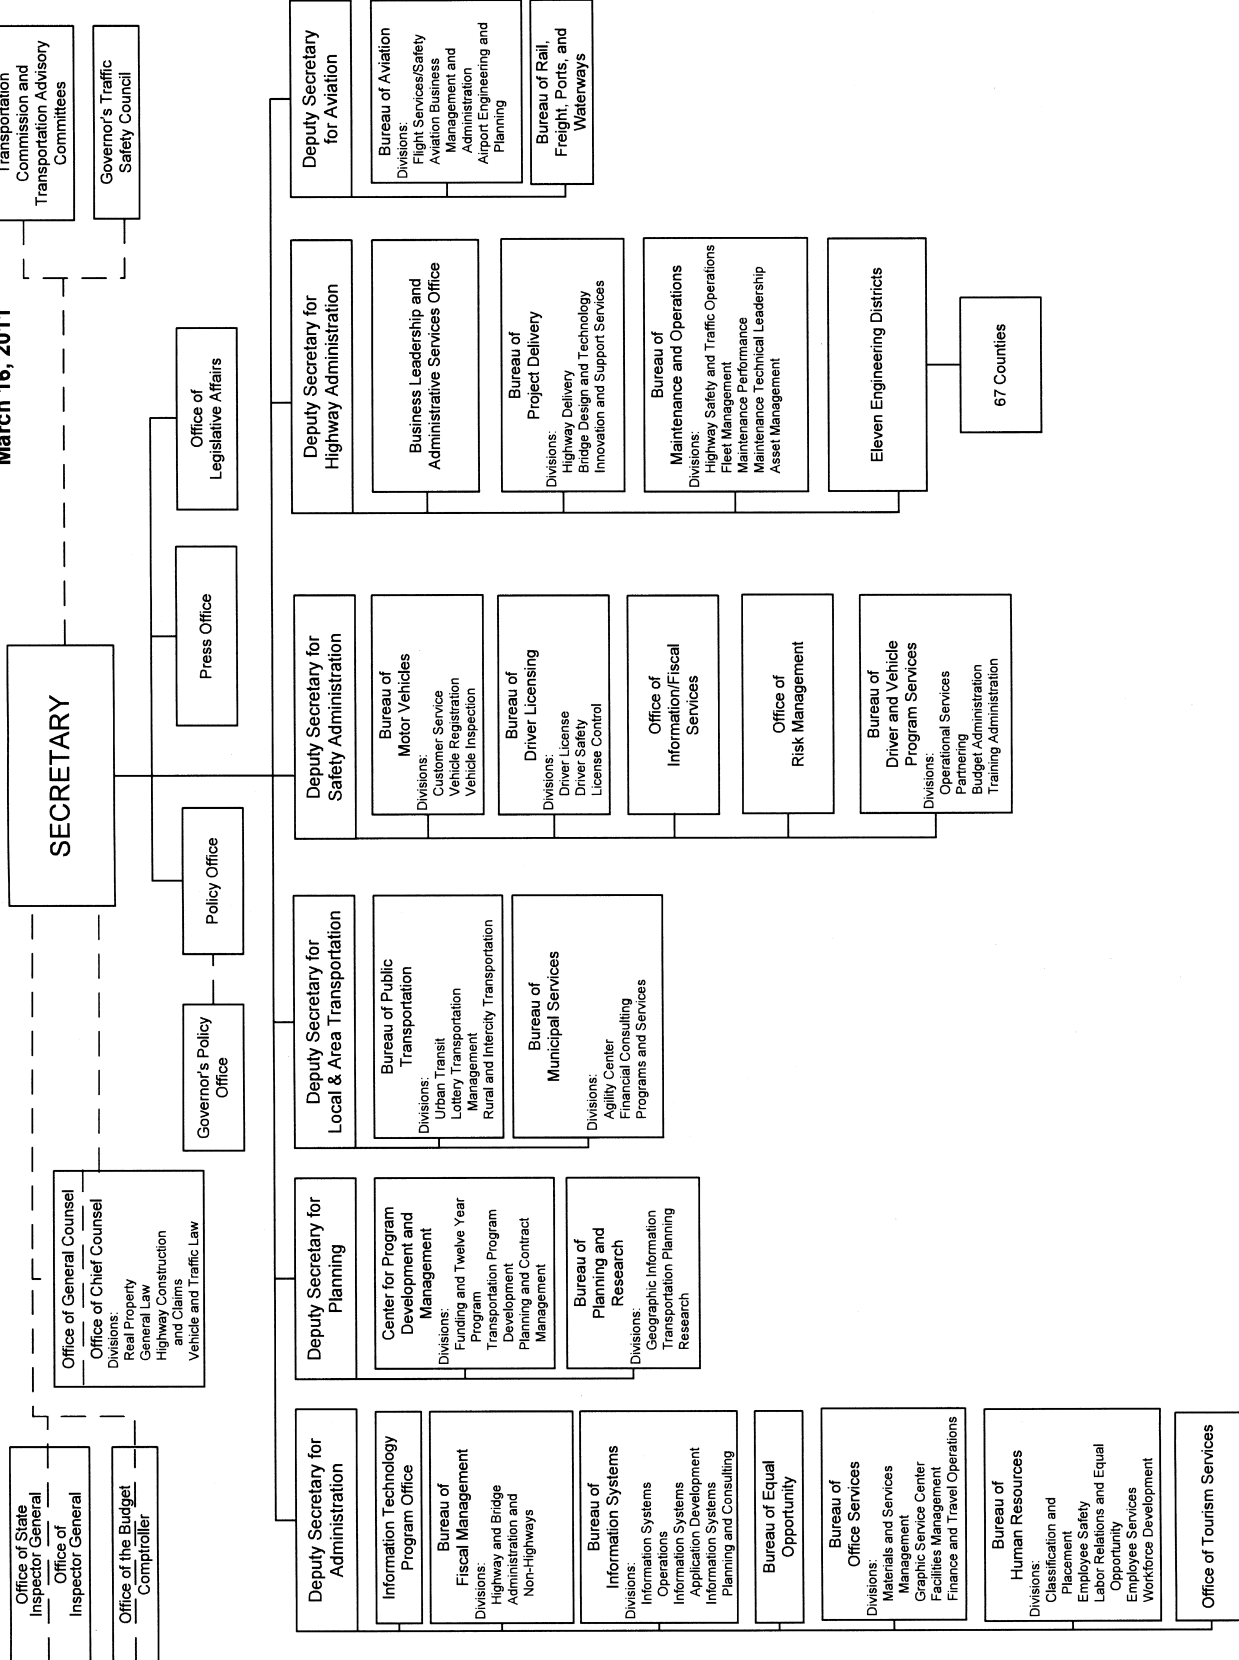 Transportation
Commission and
Transportation Advisory
Committees
Governor's Traffic
Safety Council
March 16, 2011
SECRETARY
Office of State
Inspector General
Office of
Inspector General
Office of the Budget
Comptroller
Office of General Counsel
Office of Chief Counsel
Divisions:
Real Property
General Law
Highway Construction
and Claims
Vehicle and Traffic Law
Governor's Policy
Office
Policy Office
Press Office
Office of
Legislative Affairs
Deputy Secretary for
Administration
Information Technology
Program Office
Bureau of
Fiscal Management
Divisions:
Highway and Bridge
Administration and
Non-Highways
Bureau of
Information Systems
Divisions:
Information Systems
Operations
Information Systems
Application Development
Information Systems
Planning and Consulting
Bureau of Equal
Opportunity
Bureau of
Office Services
Divisions:
Materials and Services
Management
Graphic Service Center
Facilities Management
Finance and Travel Operations
Bureau of
Human Resources
Divisions:
Classification and
Placement
Employee Safety
Labor Relations and Equal
Opportunity
Employee Services
Workforce Development
Office of Tourism Services
Deputy Secretary for
Planning
Center for Program
Development and
Management
Divisions:
Funding and Twelve Year
Program
Transportation Program
Development
Planning and Contract
Management
Bureau of
Planning and
Research
Divisions:
Geographic Information
Transportation Planning
Research
Deputy Secretary for
Local & Area Transportation
Bureau of Public
Transportation
Divisions:
Urban Transit
Lottery Transportation
Management
Rural and Intercity Transportation
Bureau of
Municipal Services
Divisions:
Agility Center
Financial Consulting
Programs and Services
Deputy Secretary for
Safety Administration
Bureau of
Motor Vehicles
Divisions:
Customer Service
Vehicle Registration
Vehicle Inspection
Bureau of
Driver Licensing
Divisions:
Driver License
Driver Safety
License Control
Office of
Information/Fiscal
Services
Office of
Risk Management
Bureau of
Driver and Vehicle
Program Services
Divisions:
Operational Services
Partnering
Budget Administration
Training Administration
Deputy Secretary for
Highway Administration
Business Leadership and
Administrative Services Office
Bureau of
Project Delivery
Divisions:
Highway Delivery
Bridge Design and Technology
Innovation and Support Services
Bureau of
Maintenance and Operations
Divisions:
Highway Safety and Traffic Operations
Fleet Management
Maintenance Performance
Maintenance Technical Leadership
Asset Management
Eleven Engineering Districts
67 Counties
Deputy Secretary
for Aviation
Bureau of Aviation
Divisions:
Flight Services/Safety
Aviation Business
Management and
Administration
Airport Engineering and
Planning
Bureau of Rail,
Freight, Ports, and
Waterways